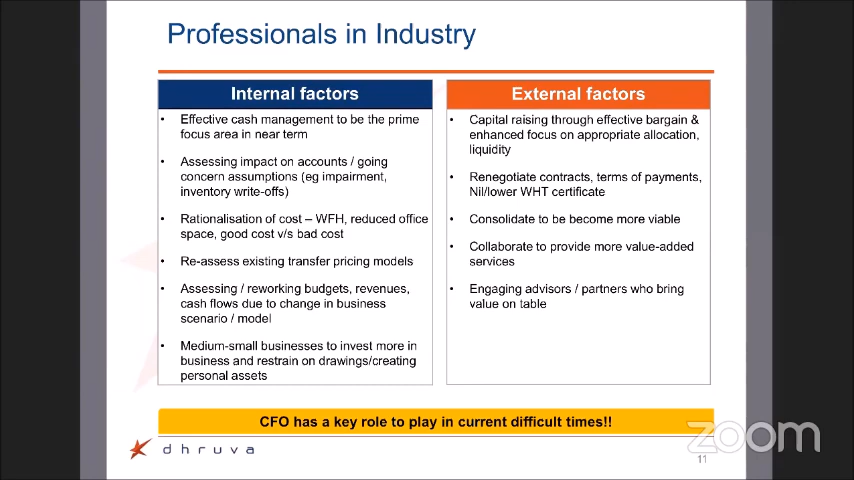 Professionals in Industry
Internal factors
• Effective cash management to be the prime
focus area in near term
• Assessing impact on accounts / going
concern assumptions (eg impairment,
inventory write-offs)
• Rationalisation of cost – WFH, reduced office
space, good cost v/s bad cost
• Re-assess existing transfer pricing models
• Assessing / reworking budgets, revenues,
cash flows due to change in business
scenario / model
• Medium-small businesses to invest more in
business and restrain on drawings/creating
personal assets
External factors
• Capital raising through effective bargain &
enhanced focus on appropriate allocation,
liquidity
• Renegotiate contracts, terms of payments,
Nil/lower WHT certificate
• Consolidate to be become more viable
• Collaborate to provide more value-added
services
• Engaging advisors / partners who bring
value on table
CFO has a key role to play in current difficult times!!
dhruva
zoom
11